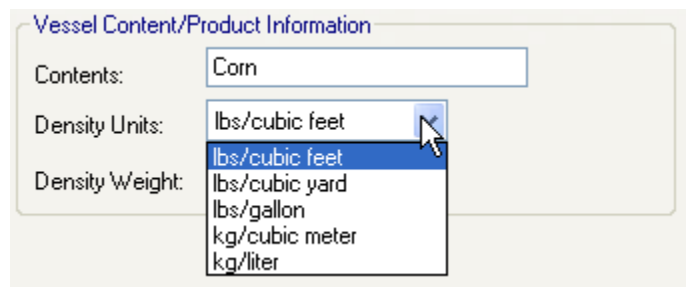 Vessel Content/Product Information
Contents: Corn
Density Units: lbs/cubic feet
lbs/cubic feet
Density Weight: lbs/cubic yard
lbs/gallon
kg/cubic meter
kg/liter